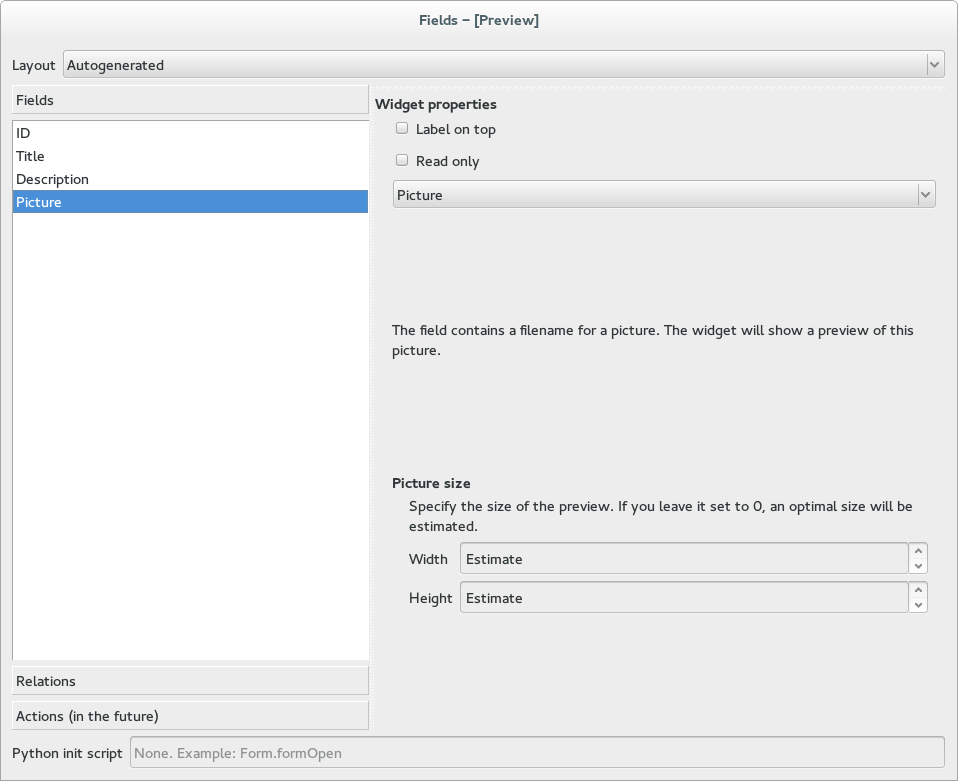 Fields – [Preview]
Layout Autogenerated
Fields
ID
Title
Description
Picture
Relations
Actions (in the future)
Widget properties
Label on top
Read only
Picture
The field contains a filename for a picture. The widget will show a preview of this
picture.
Picture size
Specify the size of the preview. If you leave it set to 0, an optimal size will be
estimated.
Width Estimate
Height Estimate
Python init script None. Example: Form.formOpen